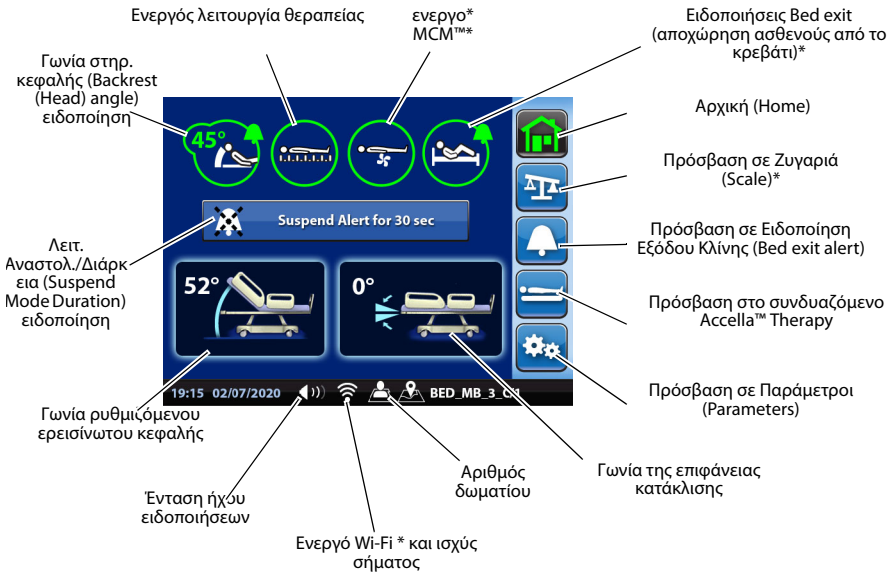 Ενεργός λειτουργία θεραπείας
ενεργο*
MCM™*
Ειδοποιήσεις Bed exit
(αποχώρηση ασθενούς από το
κρεβάτι)*
Γωνία στηρ.
κεφαλής (Backrest
(Head) angle)
ειδοποίηση
Αρχική (Home)
45°
Πρόσβαση σε Ζυγαριά
(Scale)*
Suspend Alert for 30 sec
Πρόσβαση σε Ειδοποίηση
Εξόδου Κλίνης (Bed exit alert)
Λειτ.
Αναστολ./Διάρκ
εια (Suspend
Mode Duration)
ειδοποίηση
52°
0°
Πρόσβαση στο συνδυαζόμενο
Accella™ Therapy
Πρόσβαση σε Παράμετροι
(Parameters)
19:15 02/07/2020
BED_MB_3_
Γωνία ρυθμιζόμενου
ερεισίνωτου κεφαλής
Αριθμός
δωματίου
Γωνία της επιφάνειας
κατάκλισης
Ένταση ήχου
ειδοποιήσεων
Ενεργό Wi-Fi * και ισχύς
σήματος